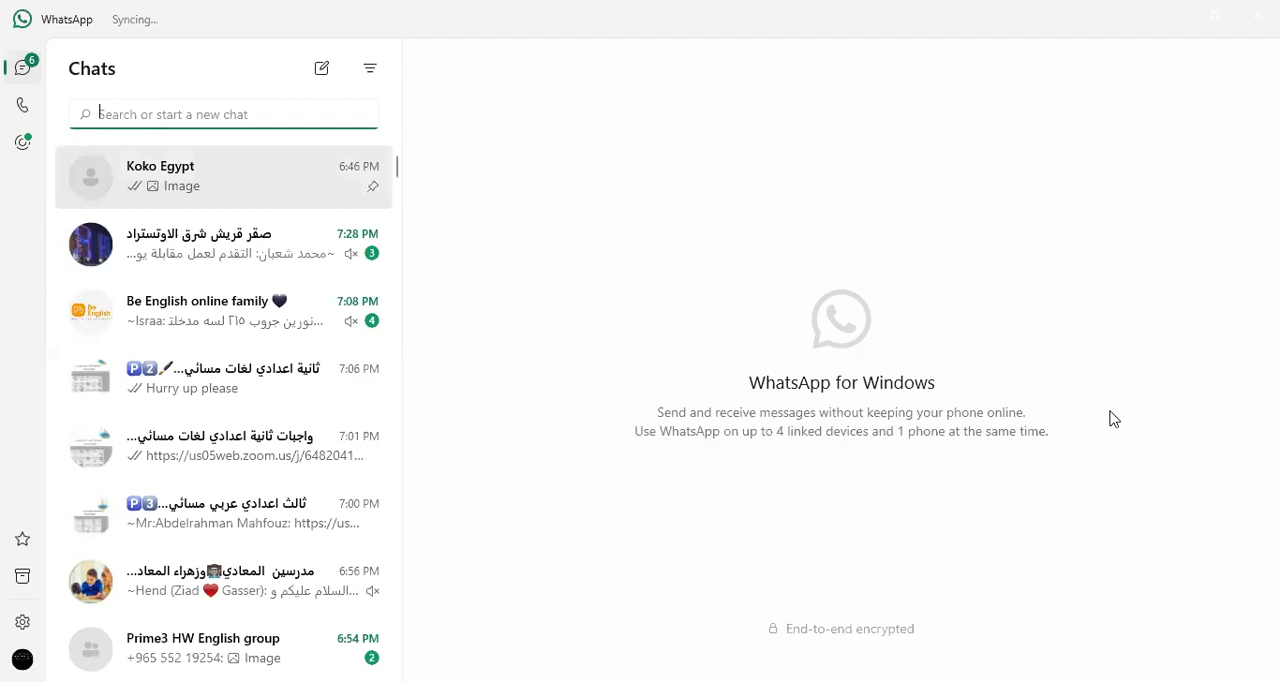 WhatsApp Syncing...
6
Chats
Search or start a new chat
Koko Egypt 6:46 PM
Image
صقر قريش شرق الاوتستراد 7:28 PM
~محمد شعبان: التقدم لعمل مقابلة يو... 3
Be English online family 🖤 7:08 PM
~Israa: نورين جروب ٢١٥ لسه مدخلتـ... 4
🅿️2️⃣🖌️ ثانية اعدادي لغات مسائي... 7:06 PM
Hurry up please
واجبات ثانية اعدادي لغات مسائي... 7:01 PM
https://us05web.zoom.us/j/6482041...
🅿️3️⃣ ثالث اعدادي عربي مسائي... 7:00 PM
~Mr:Abdelrahman Mahfouz: https://us...
مدرسين المعادي👨🏻‍🏫وزهراء المعاد... 6:56 PM
~Hend (Ziad ❤️ Gasser): السلام عليكم و...
Prime3 HW English group 6:54 PM
+965 552 19254: Image 2
WhatsApp for Windows
Send and receive messages without keeping your phone online.
Use WhatsApp on up to 4 linked devices and 1 phone at the same time.
End-to-end encrypted